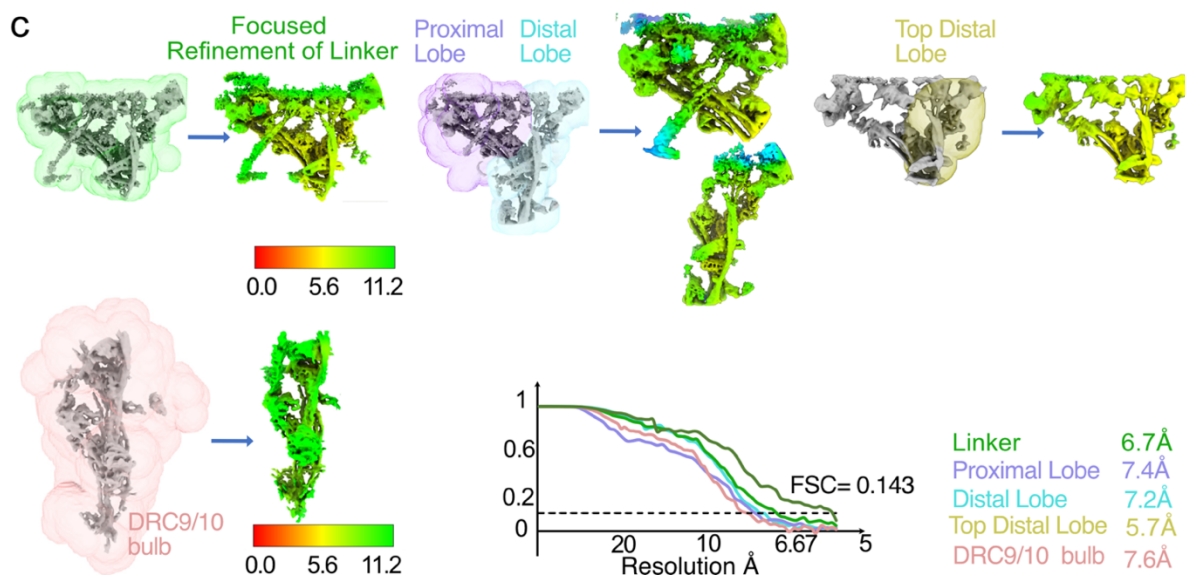 C
Focused
Refinement of Linker
Proximal
Lobe
Distal
Lobe
Top Distal
Lobe
0.0 5.6 11.2
DRC9/10
bulb
0.0 5.6 11.2
1
0.6
0.2
0
FSC= 0.143
20 10 6.67 5
Resolution Å
Linker 6.7Å
Proximal Lobe 7.4Å
Distal Lobe 7.2Å
Top Distal Lobe 5.7Å
DRC9/10 bulb 7.6Å